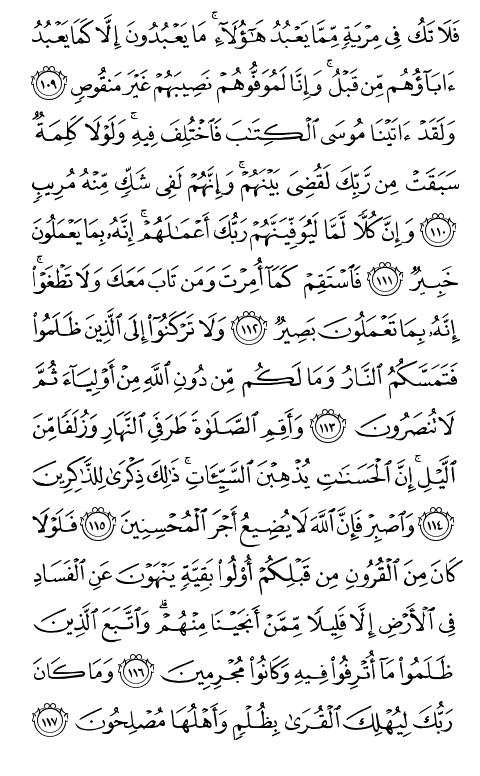 فَلَا تَكُ فِى مِرْيَةٍ مِّمَّا يَعْبُدُ هَٰٓؤُلَآءِ ۚ مَا يَعْبُدُونَ إِلَّا كَمَا يَعْبُدُ
ءَابَآؤُهُم مِّن قَبْلُ ۚ وَإِنَّا لَمُوَفُّوهُمْ نَصِيبَهُمْ غَيْرَ مَنقُوصٍ ١٠٩
وَلَقَدْ ءَاتَيْنَا مُوسَى ٱلْكِتَٰبَ فَٱخْتُلِفَ فِيهِ ۚ وَلَوْلَا كَلِمَةٌ
سَبَقَتْ مِن رَّبِّكَ لَقُضِىَ بَيْنَهُمْ ۚ وَإِنَّهُمْ لَفِى شَكٍّ مِّنْهُ مُرِيبٍ
١١٠ وَإِنَّ كُلًّا لَّمَّا لَيُوَفِّيَنَّهُمْ رَبُّكَ أَعْمَٰلَهُمْ ۚ إِنَّهُۥ بِمَا يَعْمَلُونَ
خَبِيرٌ ١١١ فَٱسْتَقِمْ كَمَآ أُمِرْتَ وَمَن تَابَ مَعَكَ وَلَا تَطْغَوْا۟ ۚ
إِنَّهُۥ بِمَا تَعْمَلُونَ بَصِيرٌ ١١٢ وَلَا تَرْكَنُوٓا۟ إِلَى ٱلَّذِينَ ظَلَمُوا۟
فَتَمَسَّكُمُ ٱلنَّارُ وَمَا لَكُم مِّن دُونِ ٱللَّهِ مِنْ أَوْلِيَآءَ ثُمَّ
لَا تُنصَرُونَ ١١٣ وَأَقِمِ ٱلصَّلَوٰةَ طَرَفَىِ ٱلنَّهَارِ وَزُلَفًا مِّنَ
ٱلَّيْلِ ۚ إِنَّ ٱلْحَسَنَٰتِ يُذْهِبْنَ ٱلسَّيِّـَٔاتِ ۚ ذَٰلِكَ ذِكْرَىٰ لِلذَّٰكِرِينَ
١١٤ وَٱصْبِرْ فَإِنَّ ٱللَّهَ لَا يُضِيعُ أَجْرَ ٱلْمُحْسِنِينَ ١١٥ فَلَوْلَا
كَانَ مِنَ ٱلْقُرُونِ مِن قَبْلِكُمْ أُو۟لُوا۟ بَقِيَّةٍ يَنْهَوْنَ عَنِ ٱلْفَسَادِ
فِى ٱلْأَرْضِ إِلَّا قَلِيلًا مِّمَّنْ أَنجَيْنَا مِنْهُمْ ۗ وَٱتَّبَعَ ٱلَّذِينَ
ظَلَمُوا۟ مَآ أُتْرِفُوا۟ فِيهِ وَكَانُوا۟ مُجْرِمِينَ ١١٦ وَمَا كَانَ
رَبُّكَ لِيُهْلِكَ ٱلْقُرَىٰ بِظُلْمٍ وَأَهْلُهَا مُصْلِحُونَ ١١٧